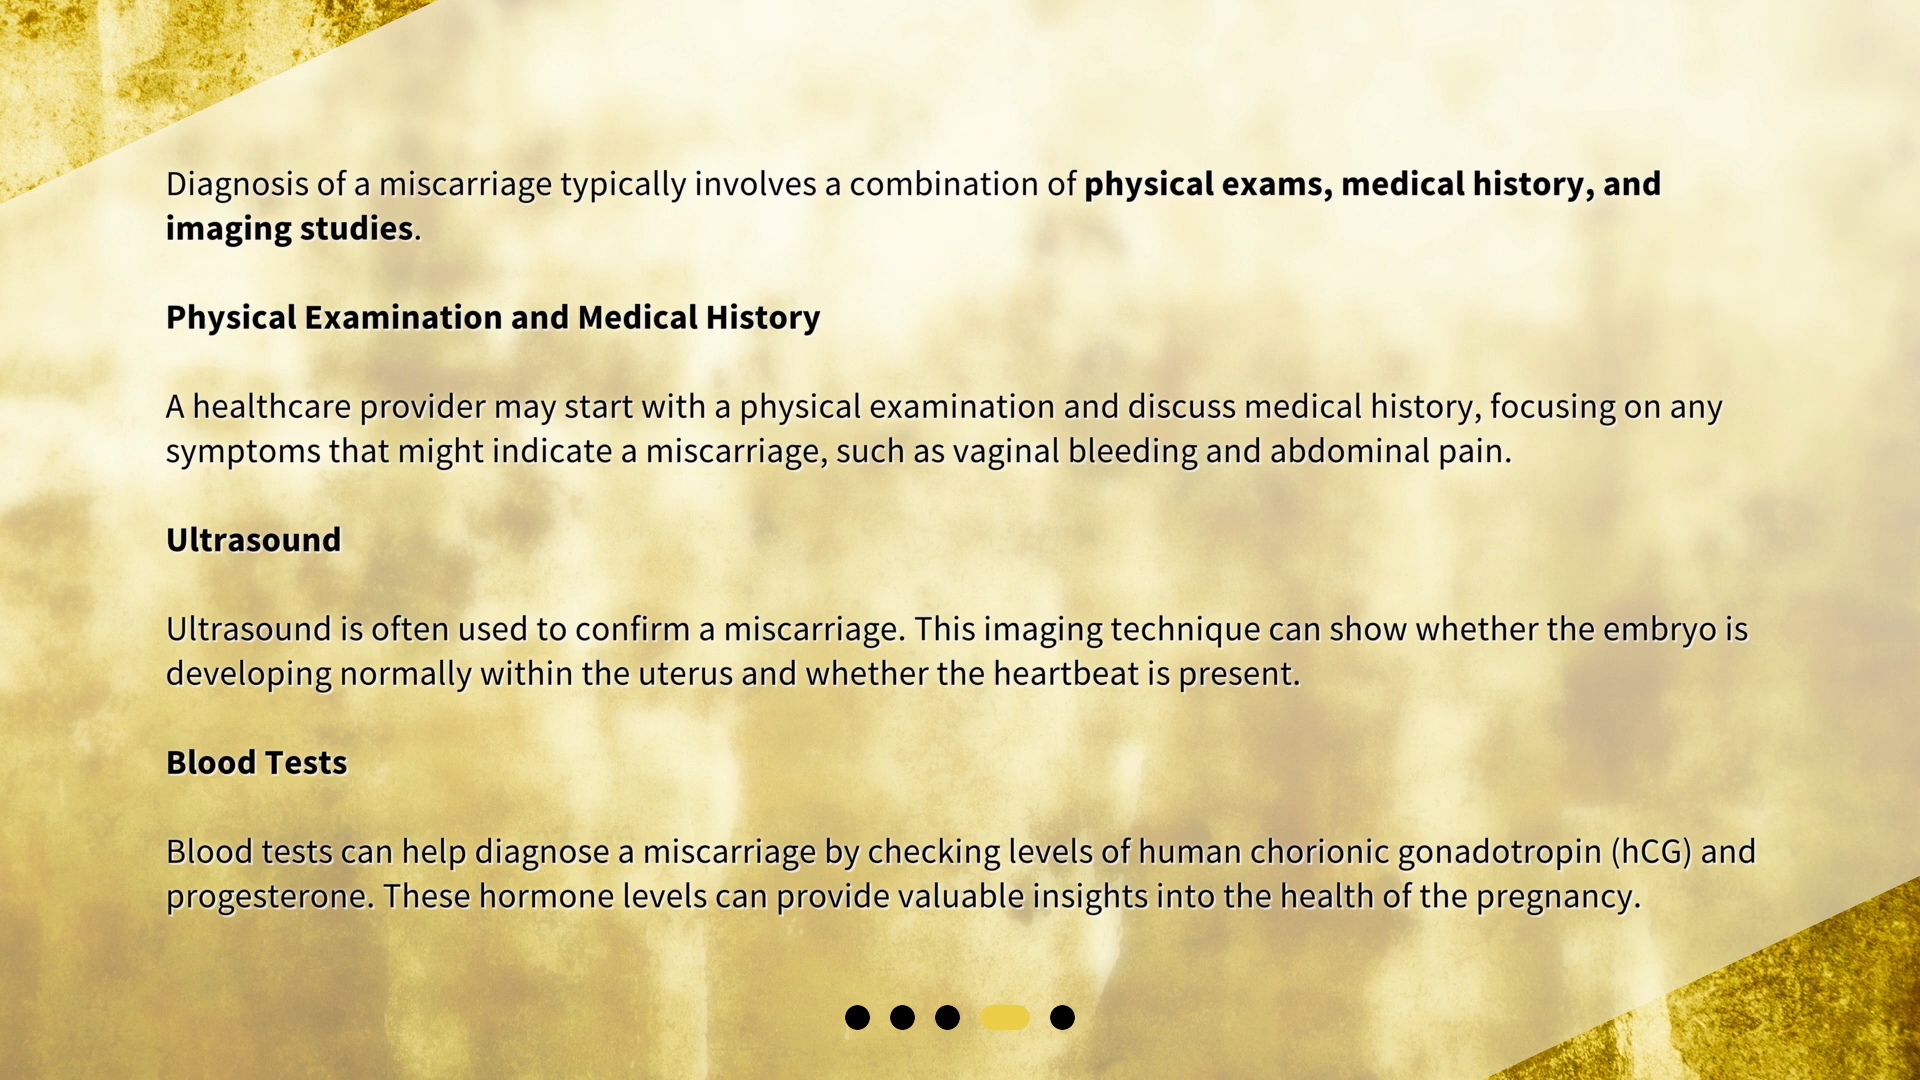 Diagnosis of a miscarriage typically involves a combination of physical exams, medical history, and
imaging studies.
Physical Examination and Medical History
A healthcare provider may start with a physical examination and discuss medical history, focusing on any
symptoms that might indicate a miscarriage, such as vaginal bleeding and abdominal pain.
Ultrasound
Ultrasound is often used to confirm a miscarriage. This imaging technique can show whether the embryo is
developing normally within the uterus and whether the heartbeat is present.
Blood Tests
Blood tests can help diagnose a miscarriage by checking levels of human chorionic gonadotropin (hCG) and
progesterone. These hormone levels can provide valuable insights into the health of the pregnancy.